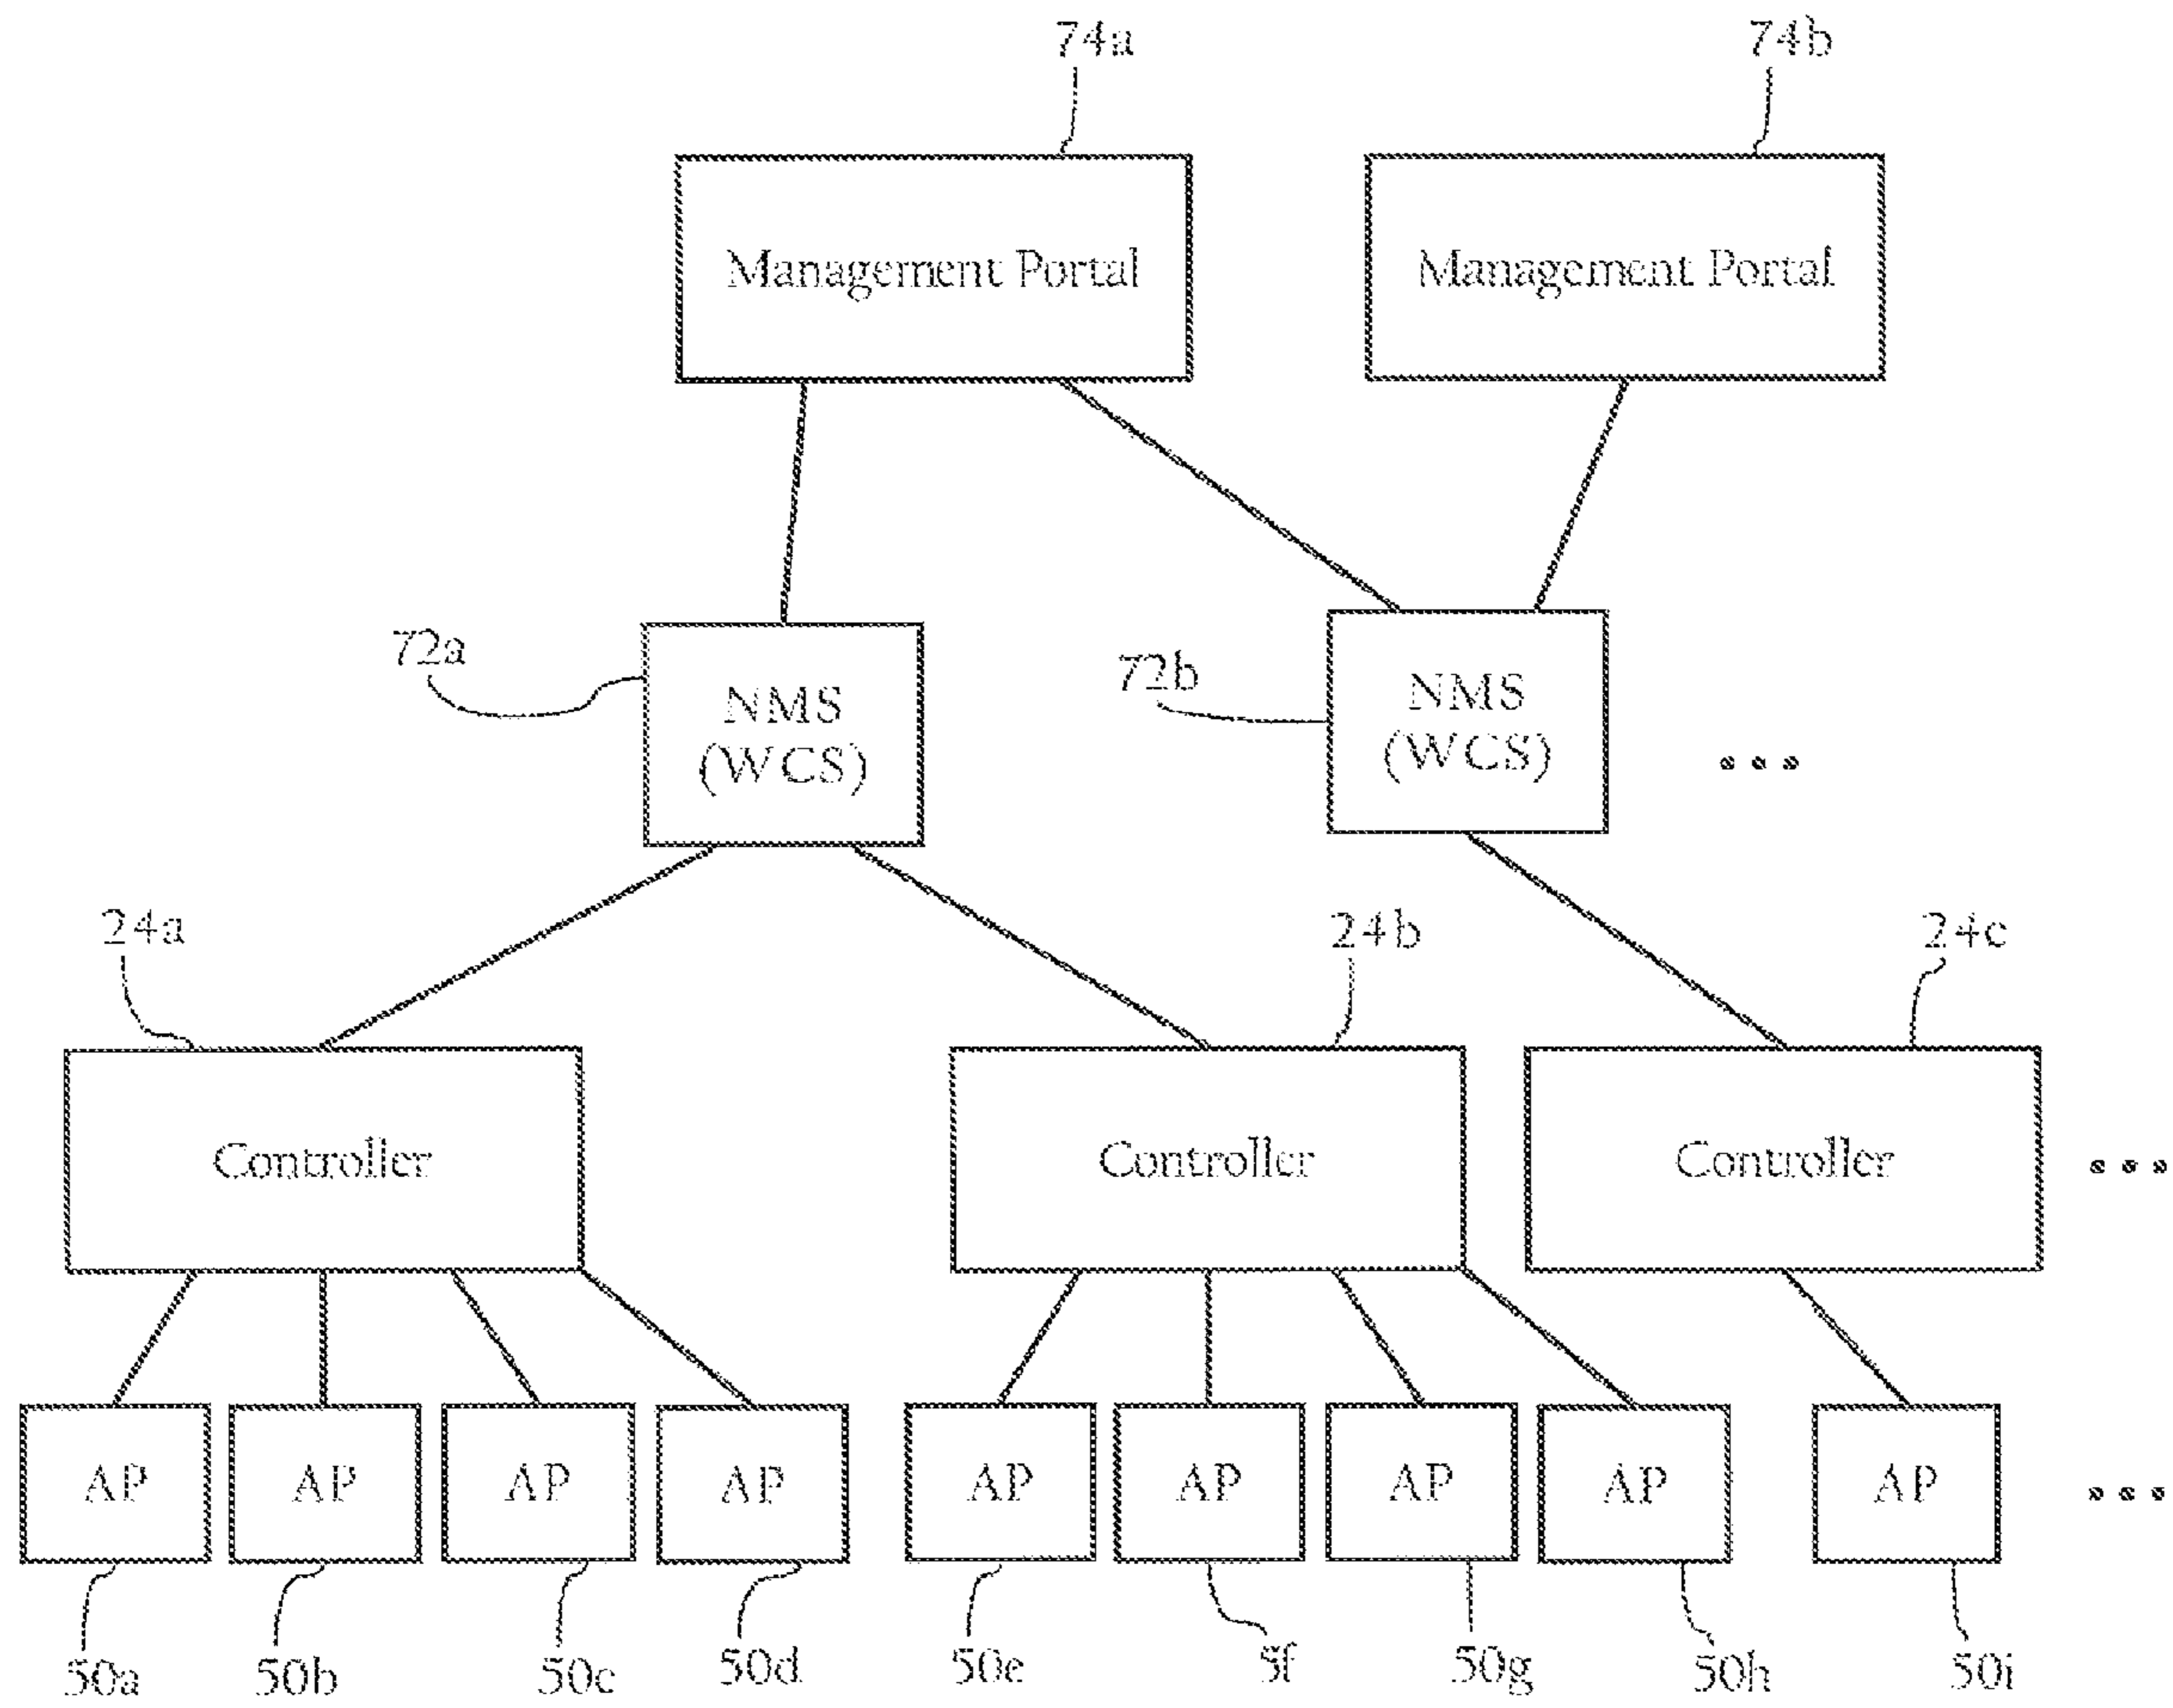 74a
74b
Management Portal
Management Portal
72a
NMS
(WCS)
72b
NMS
(WCS)
24a
24b
24c
Controller
Controller
Controller
AP
AP
AP
AP
AP
AP
AP
AP
AP
50a
50b
50c
50d
50e
5f
50g
50h
50i